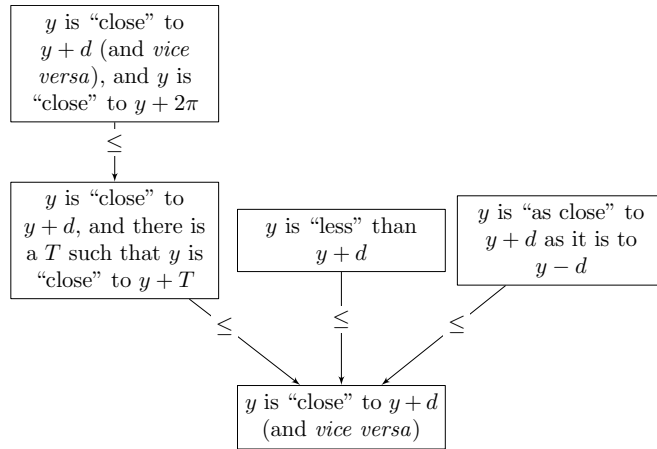 y is “close” to
y + d (and vice
versa), and y is
“close” to y + 2π
≤
y is “close” to
y + d, and there is
a T such that y is
“close” to y + T
y is “less” than
y + d
y is “as close” to
y + d as it is to
y − d
≤
≤
≤
y is “close” to y + d
(and vice versa)